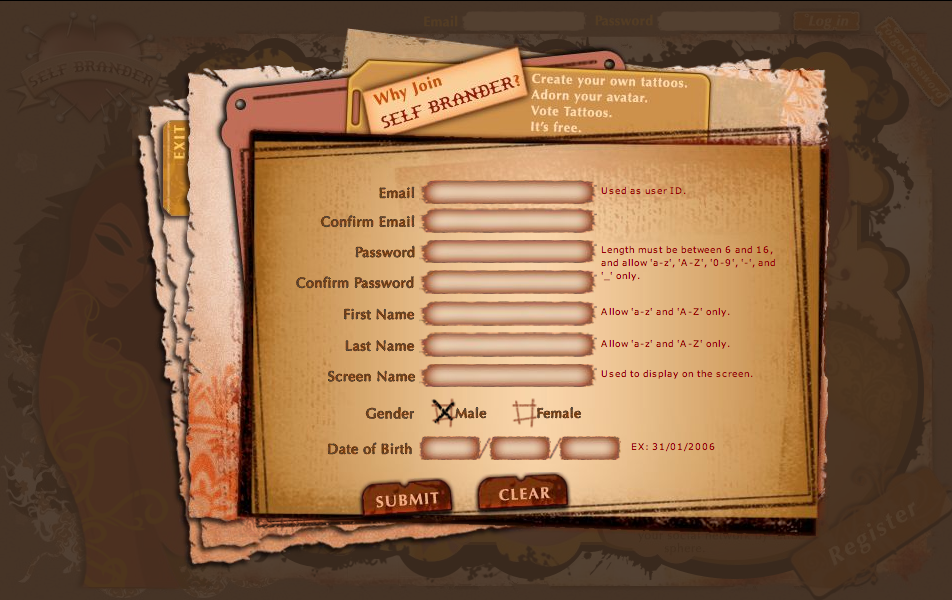 Email Password Log in
SELF BRANDER
Why Join
SELF BRANDER?
Create your own tattoos.
Adorn your avatar.
Vote Tattoos.
It's free.
EXIT
Email Used as user ID.
Confirm Email
Password Length must be between 6 and 16,
and allow 'a-z', 'A-Z', '0-9', '-', and
'_' only.
Confirm Password
First Name Allow 'a-z' and 'A-Z' only.
Last Name Allow 'a-z' and 'A-Z' only.
Screen Name Used to display on the screen.
Gender Male Female
Date of Birth / / EX: 31/01/2006
SUBMIT CLEAR
Register